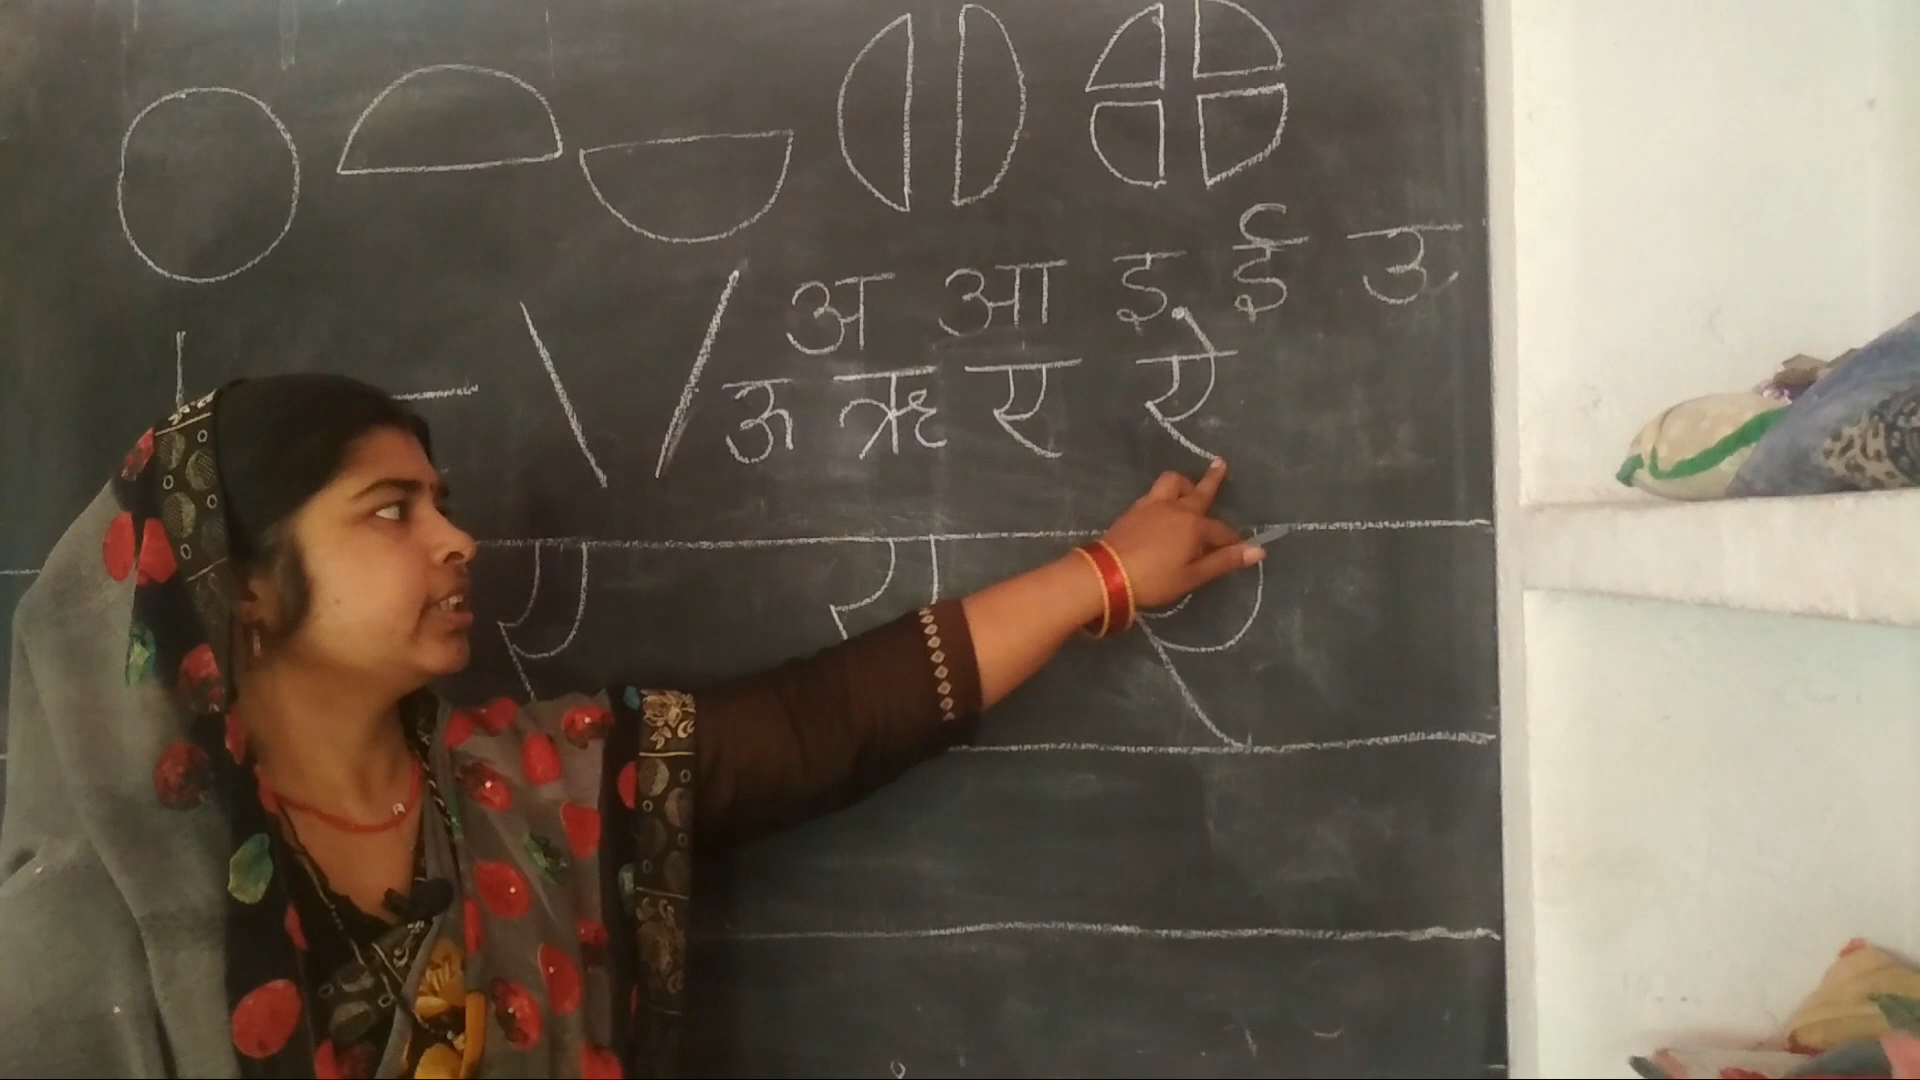 अ आ इ ई उ
ऊ ऋ ए ऐ